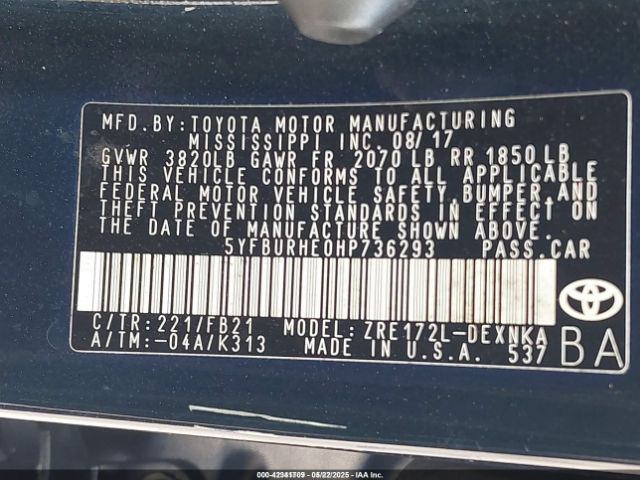 MFD.BY:TOYOTA MOTOR MANUFACTURING
MISSISSIPPI INC. 08/17
GVWR 3820LB GAWR FR 2070 LB RR 1850 LB
THIS VEHICLE CONFORMS TO ALL APPLICABLE
FEDERAL MOTOR VEHICLE SAFETY,BUMPER,AND
THEFT PREVENTION STANDARDS IN EFFECT ON
THE DATE OF MANUFACTURE SHOWN ABOVE.
5YFBURHE0HP736293 PASS.CAR
C/TR:221/FB21 MODEL:ZRE172L-DEXNKA
A/TM:-04A/K313 MADE IN U.S.A. 537
BA
000-42341709 - 05/22/2025 - IAA Inc.